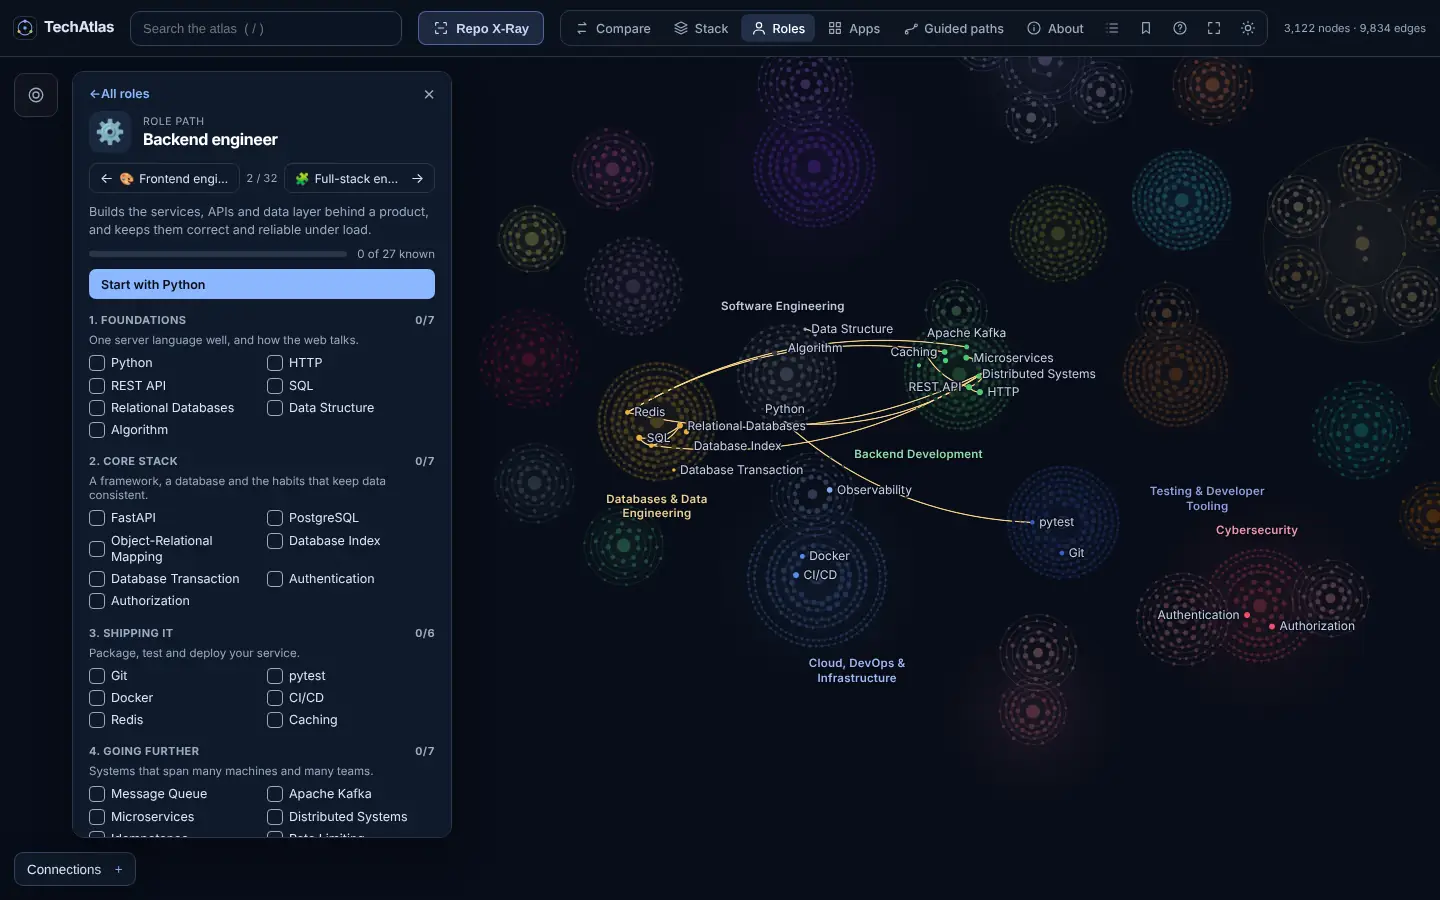 TechAtlas
Search the atlas ( / )
Repo X-Ray
Compare
Stack
Roles
Apps
Guided paths
About
3,122 nodes · 9,834 edges
←All roles
ROLE PATH
Backend engineer
← Frontend engi...
2 / 32
Full-stack en... →
Builds the services, APIs and data layer behind a product,
and keeps them correct and reliable under load.
0 of 27 known
Start with Python
1. FOUNDATIONS 0/7
One server language well, and how the web talks.
Python HTTP
REST API SQL
Relational Databases Data Structure
Algorithm
2. CORE STACK 0/7
A framework, a database and the habits that keep data
consistent.
FastAPI PostgreSQL
Object-Relational
Mapping
Database Index
Database Transaction Authentication
Authorization
3. SHIPPING IT 0/6
Package, test and deploy your service.
Git pytest
Docker CI/CD
Redis Caching
4. GOING FURTHER 0/7
Systems that span many machines and many teams.
Message Queue Apache Kafka
Microservices Distributed Systems
Connections +
Software Engineering
Data Structure
Algorithm
Apache Kafka
Caching
Microservices
Distributed Systems
REST API
HTTP
Redis
Python
SQL
Relational Databases
Database Index
Backend Development
Database Transaction
Observability
Databases & Data
Engineering
pytest
Git
Docker
CI/CD
Testing & Developer
Tooling
Cybersecurity
Authentication
Authorization
Cloud, DevOps &
Infrastructure